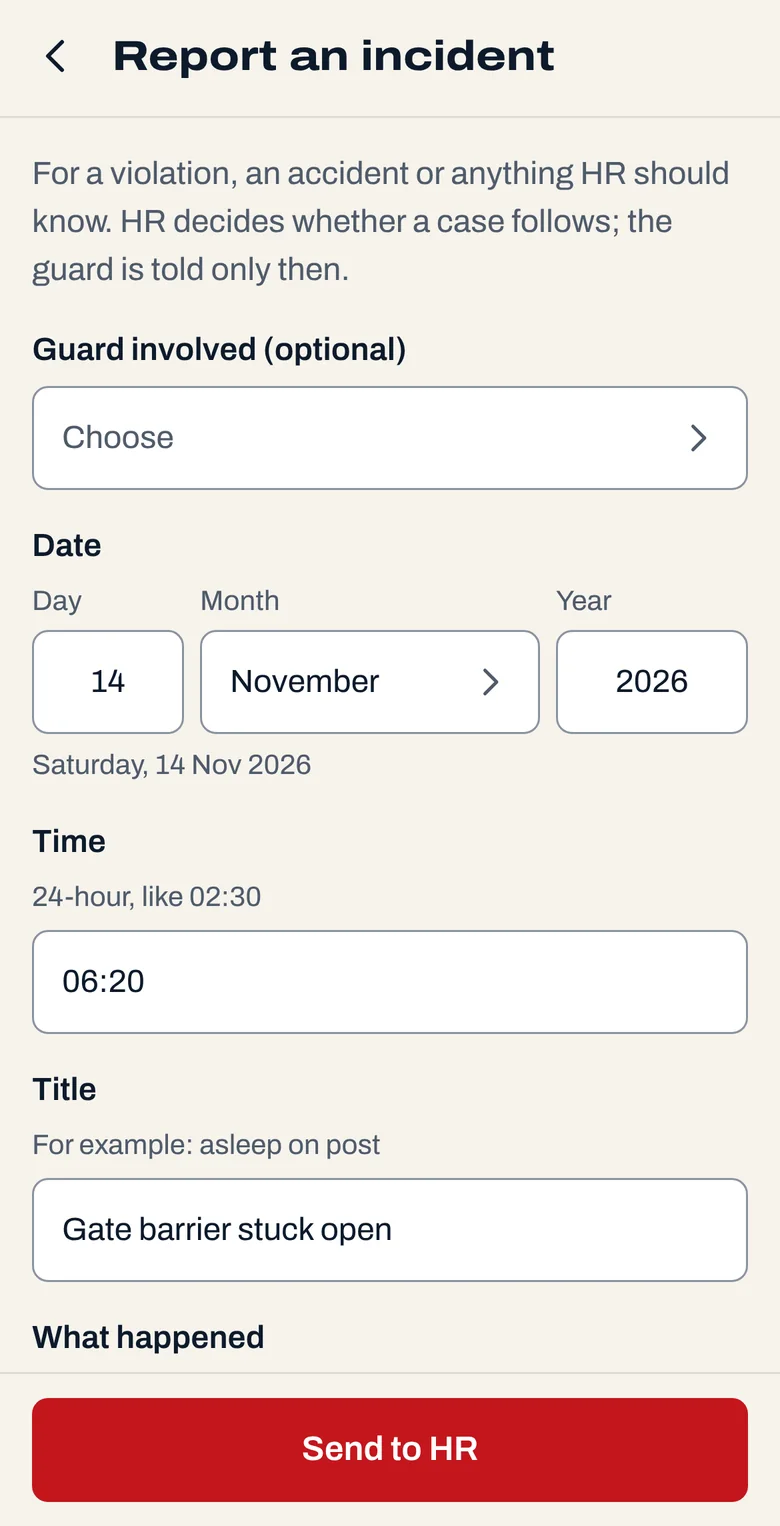 Report an incident
For a violation, an accident or anything HR should
know. HR decides whether a case follows; the
guard is told only then.
Guard involved (optional)
Choose
Date
Day Month Year
14 November 2026
Saturday, 14 Nov 2026
Time
24-hour, like 02:30
06:20
Title
For example: asleep on post
Gate barrier stuck open
What happened
Send to HR